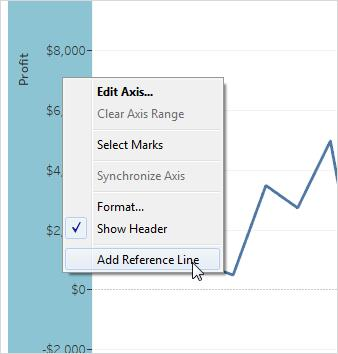 Profit
$8,000
$6,
$4,
$2,
$0
-$2,000
Edit Axis...
Clear Axis Range
Select Marks
Synchronize Axis
Format...
Show Header
Add Reference Line